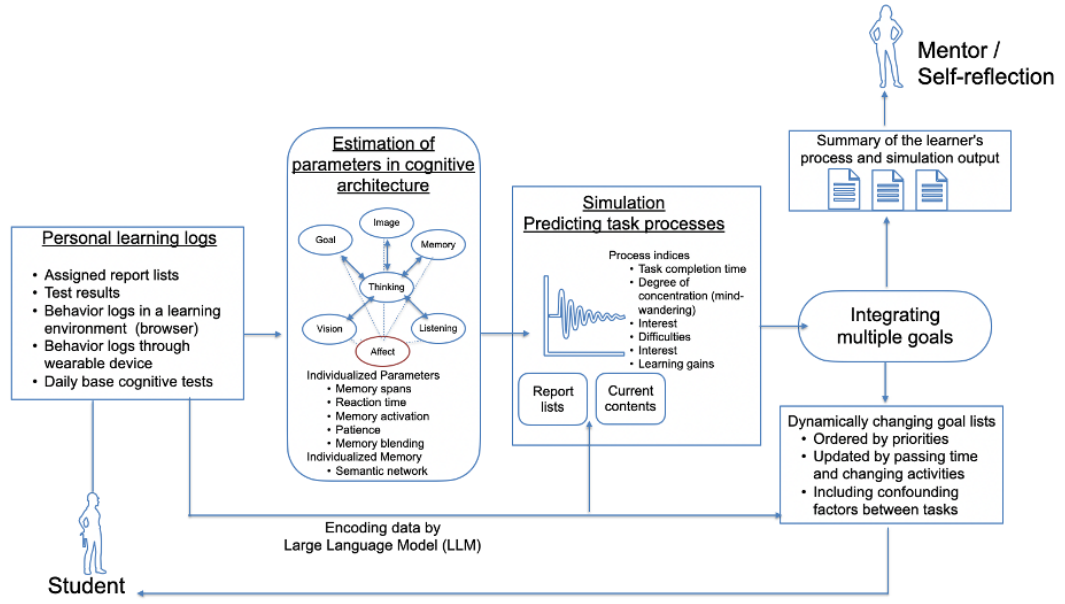 Mentor /
Self-reflection
Summary of the learner's
process and simulation output
Estimation of
parameters in cognitive
architecture
Image
Goal
Memory
Thinking
Vision
Listening
Affect
Individualized Parameters
• Memory spans
• Reaction time
• Memory activation
• Patience
• Memory blending
Individualized Memory
• Semantic network
Simulation
Predicting task processes
Process indices
• Task completion time
• Degree of
concentration (mind-
wandering)
• Interest
• Difficulties
• Interest
• Learning gains
Report
lists
Current
contents
Personal learning logs
• Assigned report lists
• Test results
• Behavior logs in a learning
environment (browser)
• Behavior logs through
wearable device
• Daily base cognitive tests
Integrating
multiple goals
Dynamically changing goal lists
• Ordered by priorities
• Updated by passing time
and changing activities
• Including confounding
factors between tasks
Encoding data by
Large Language Model (LLM)
Student